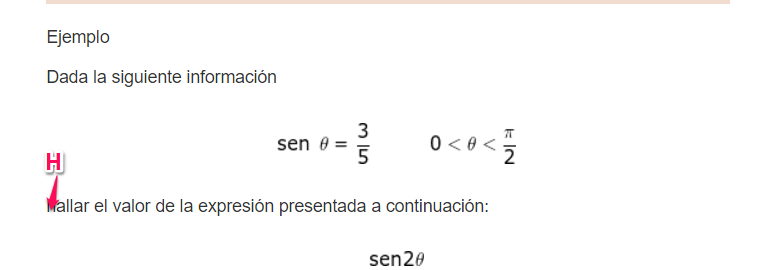 Ejemplo
Dada la siguiente información
sen θ = 3/5    0 < θ < π/2
H
hallar el valor de la expresión presentada a continuación:
sen2θ